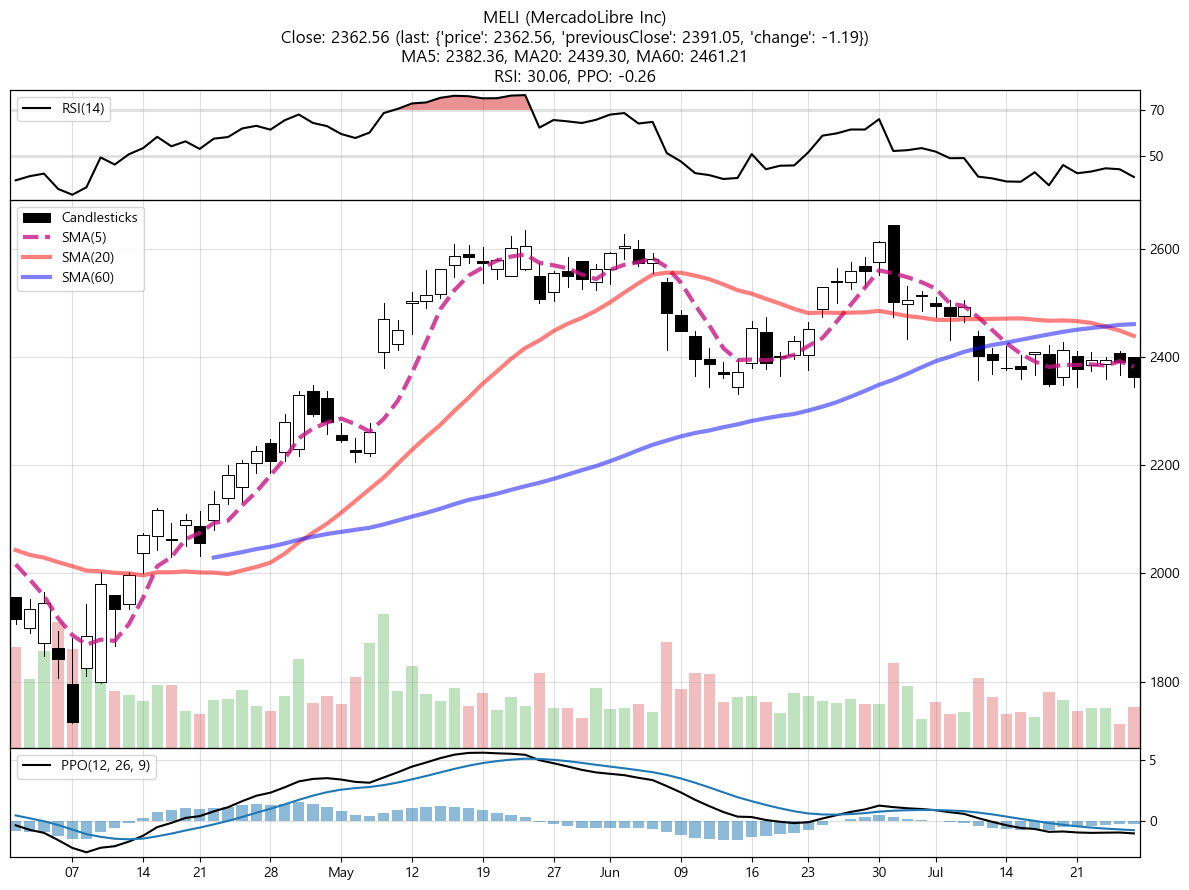 MELI (MercadoLibre Inc)
Close: 2362.56 (last: {'price': 2362.56, 'previousClose': 2391.05, 'change': -1.19})
MA5: 2382.36, MA20: 2439.30, MA60: 2461.21
RSI: 30.06, PPO: -0.26
RSI(14)
70
50
Candlesticks
SMA(5)
SMA(20)
SMA(60)
2600
2400
2200
2000
1800
PPO(12, 26, 9)
5
0
07 14 21 28 May 12 19 27 Jun 09 16 23 30 Jul 14 21